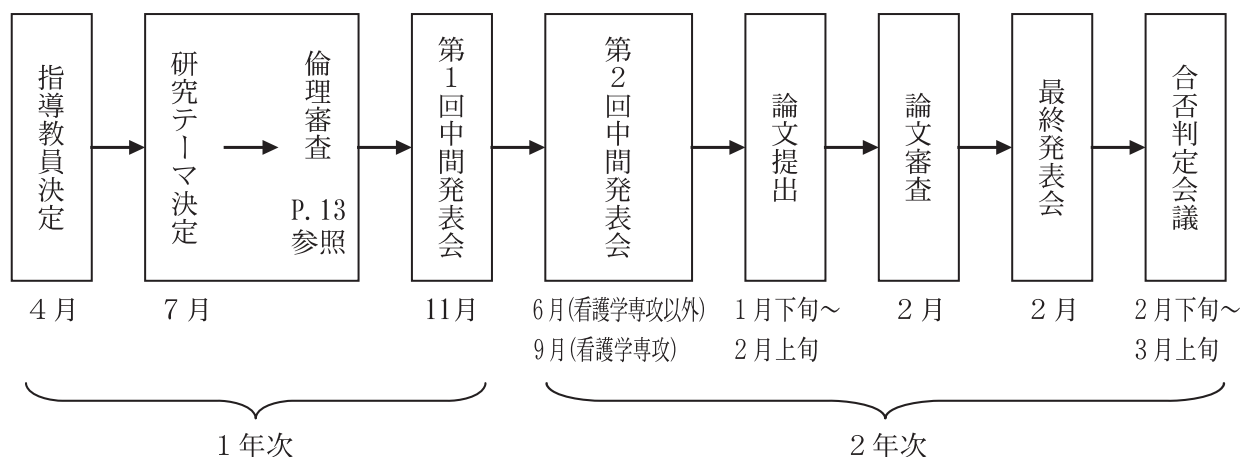 指導教員決定
研究テーマ決定
倫理審査
P.13
参照
第1回中間発表会
第2回中間発表会
論文提出
論文審査
最終発表会
合否判定会議
4月
7月
11月
6月(看護学専攻以外)
9月(看護学専攻)
1月下旬〜
2月上旬
2月
2月
2月下旬〜
3月上旬
1年次
2年次